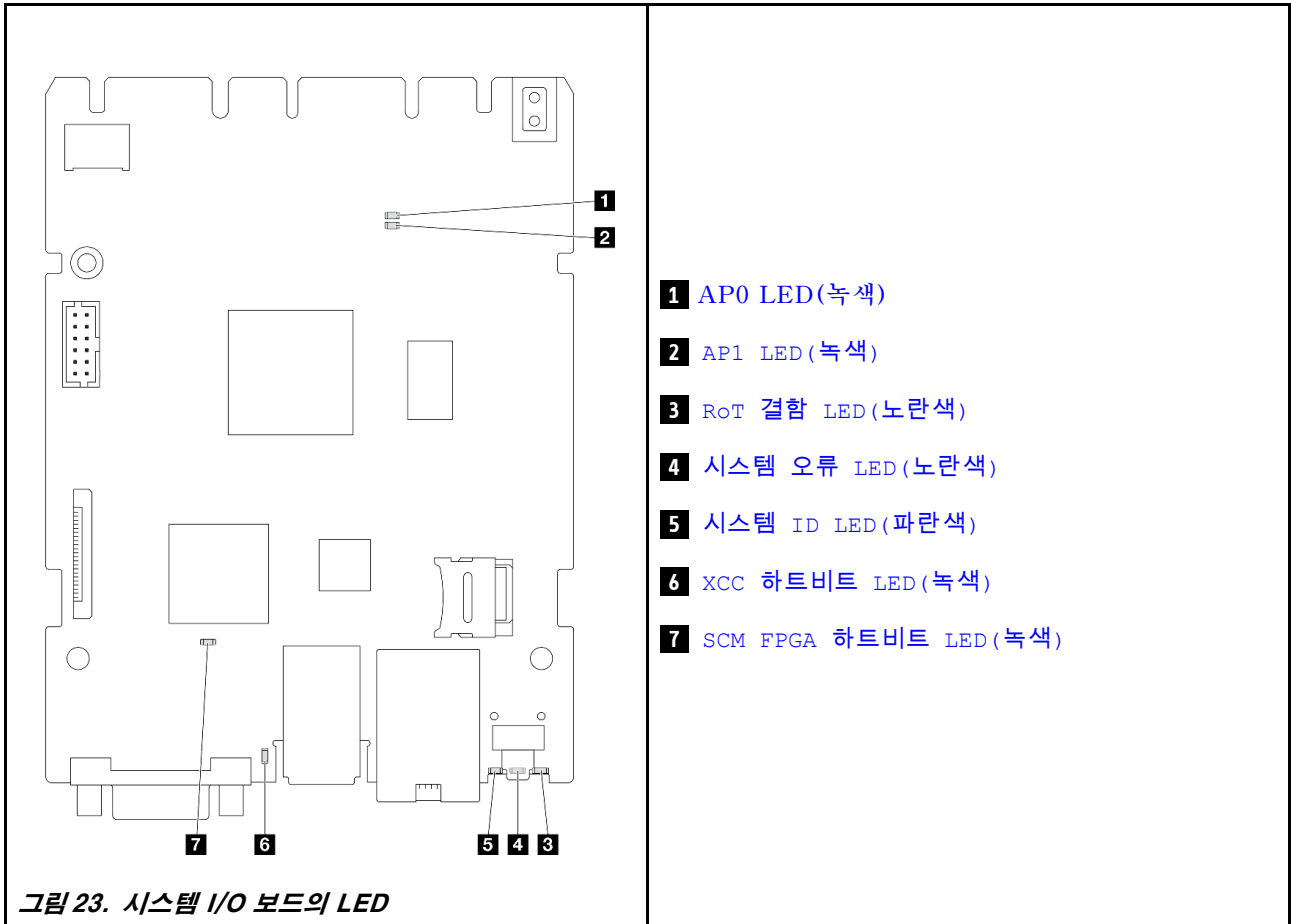 1
2
7
6
5
4
3
그림 23. 시스템 I/O 보드의 LED
1 AP0 LED(녹색)
2 AP1 LED(녹색)
3 RoT 결함 LED(노란색)
4 시스템 오류 LED(노란색)
5 시스템 ID LED(파란색)
6 XCC 하트비트 LED(녹색)
7 SCM FPGA 하트비트 LED(녹색)